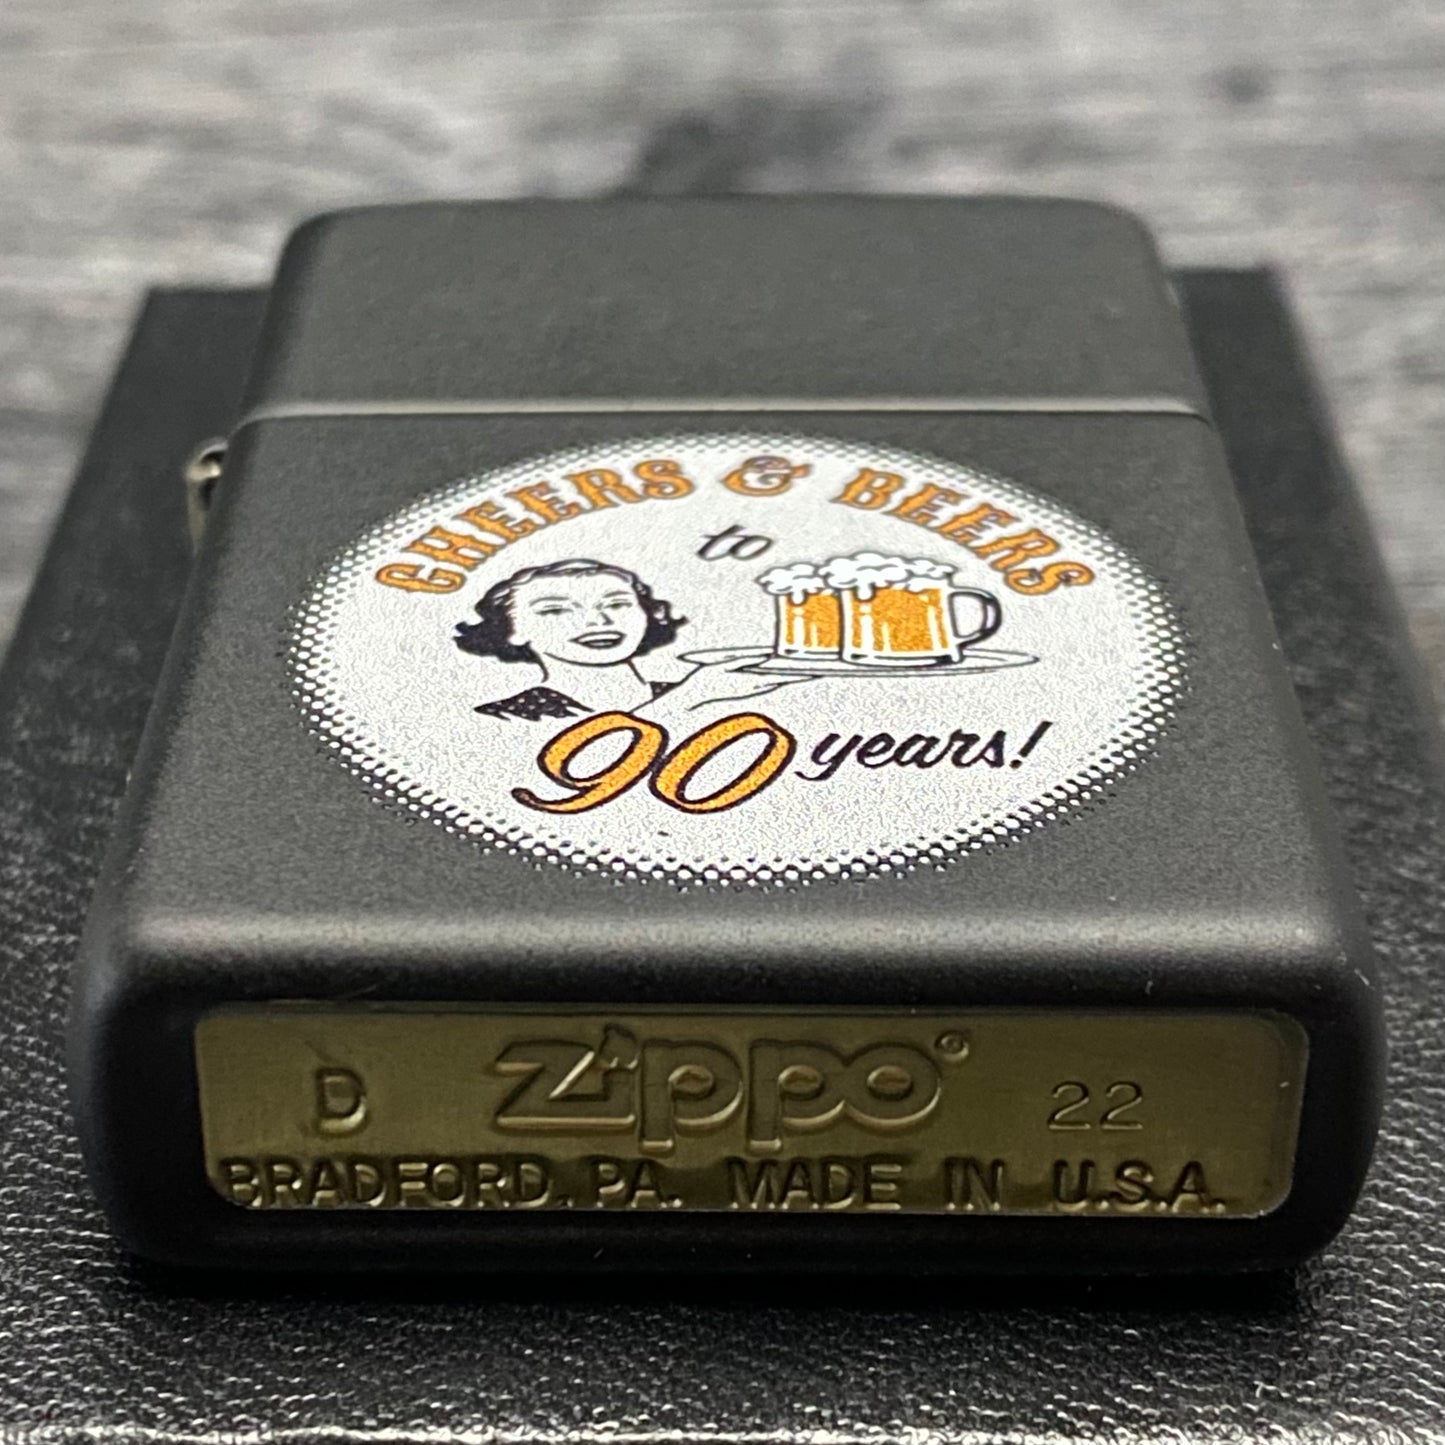 CHEERS & BEERS
to
90 years!
D Zippo® 22
BRADFORD, PA. MADE IN U.S.A.